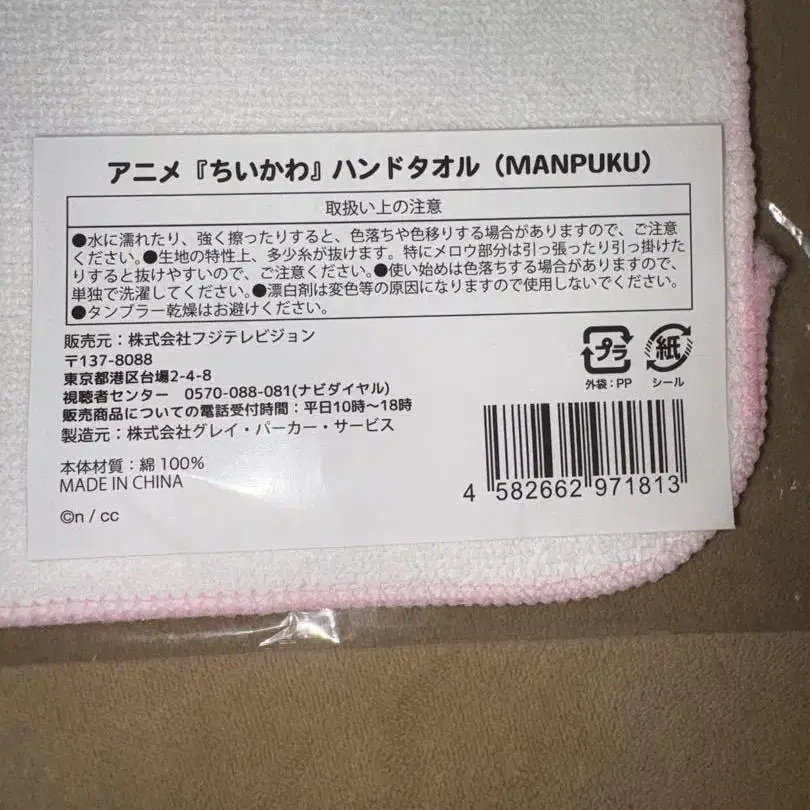 アニメ『ちいかわ』ハンドタオル（MANPUKU）
取扱い上の注意
●水に濡れたり、強く擦ったりすると、色落ちや色移りする場合がありますので、ご注意
ください。●生地の特性上、多少糸が抜けます。特にメロウ部分は引っ張ったり引っ掛けた
りすると抜けやすいので、ご注意ください。●使い始めは色落ちする場合がありますので、
単独で洗濯してください。●漂白剤は変色等の原因になりますので使用しないでください。
●タンブラー乾燥はお避けください。
販売元：株式会社フジテレビジョン
〒137-8088
東京都港区台場2-4-8
視聴者センター　0570-088-081(ナビダイヤル)
販売商品についての電話受付時間：平日10時〜18時
製造元：株式会社グレイ・パーカー・サービス
プラ
外袋：PP
紙
シール
本体材質：綿 100%
MADE IN CHINA
©n / cc
4 582662 971813